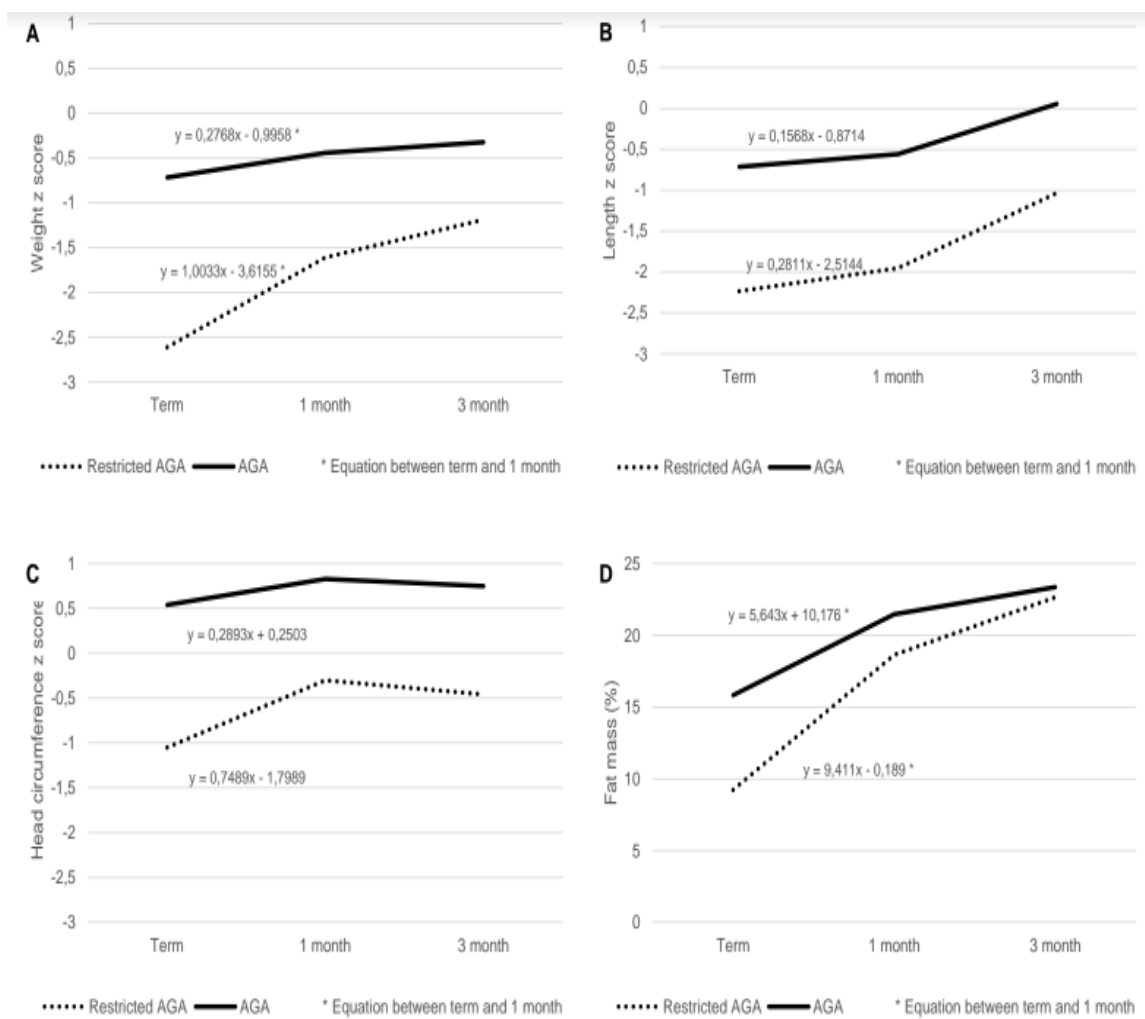 A
Weight z score
1
0,5
0
-0,5
-1
-1,5
-2
-2,5
-3
y = 0,2768x - 0,9958 *
y = 1,0033x - 3,6155 *
Term 1 month 3 month
Restricted AGA AGA * Equation between term and 1 month
B
Length z score
1
0,5
0
-0,5
-1
-1,5
-2
-2,5
-3
y = 0,1568x - 0,8714
y = 0,2811x - 2,5144
Term 1 month 3 month
Restricted AGA AGA * Equation between term and 1 month
C
Head circumference z score
1
0,5
0
-0,5
-1
-1,5
-2
-2,5
-3
y = 0,2893x + 0,2503
y = 0,7489x - 1,7989
Term 1 month 3 month
Restricted AGA AGA * Equation between term and 1 month
D
Fat mass (%)
25
20
15
10
5
0
y = 5,643x + 10,176 *
y = 9,411x - 0,189 *
Term 1 month 3 month
Restricted AGA AGA * Equation between term and 1 month